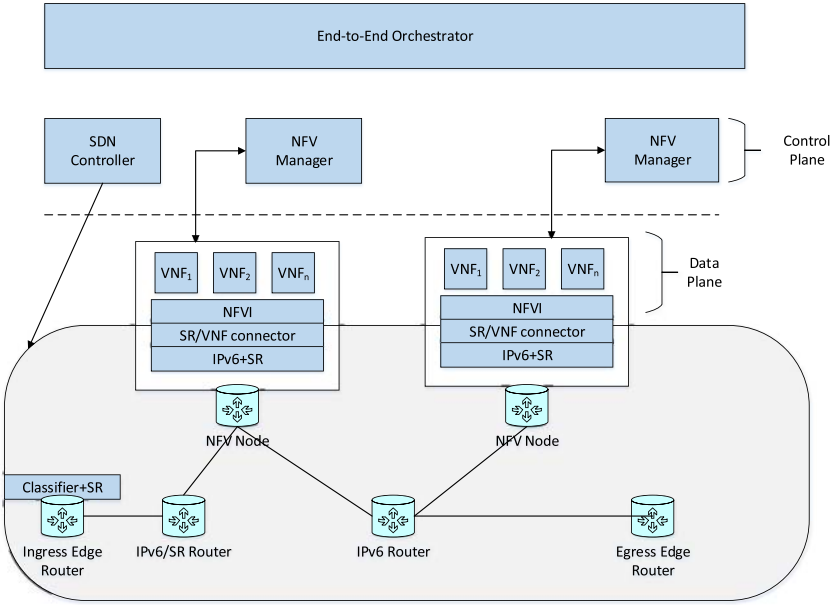 End-to-End Orchestrator
SDN
Controller
NFV
Manager
NFV
Manager
Control
Plane
VNF₁
VNF₂
VNFₙ
NFVI
SR/VNF connector
IPv6+SR
VNF₁
VNF₂
VNFₙ
NFVI
SR/VNF connector
IPv6+SR
Data
Plane
NFV Node
NFV Node
Classifier+SR
Ingress Edge
Router
IPv6/SR Router
IPv6 Router
Egress Edge
Router